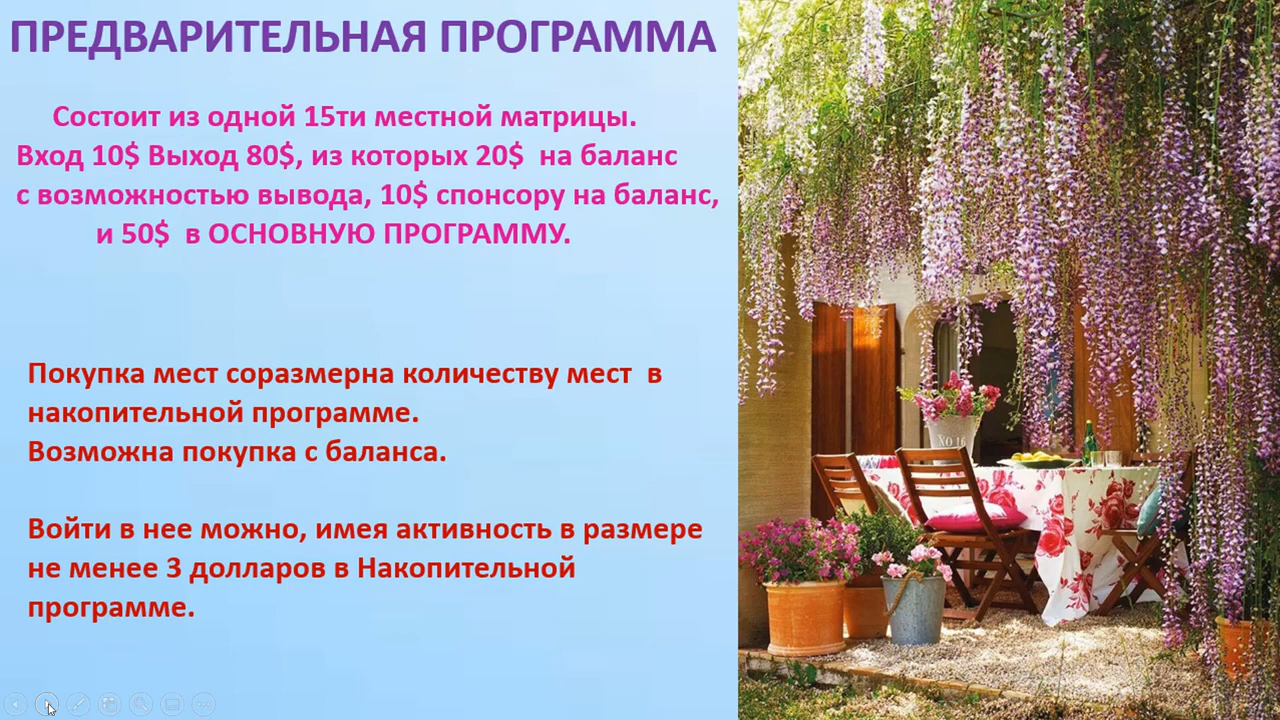 ПРЕДВАРИТЕЛЬНАЯ ПРОГРАММА
Состоит из одной 15ти местной матрицы.
Вход 10$ Выход 80$, из которых 20$ на баланс
с возможностью вывода, 10$ спонсору на баланс,
и 50$ в ОСНОВНУЮ ПРОГРАММУ.
Покупка мест соразмерна количеству мест в
накопительной программе.
Возможна покупка с баланса.
Войти в нее можно, имея активность в размере
не менее 3 долларов в Накопительной
программе.
XO 16